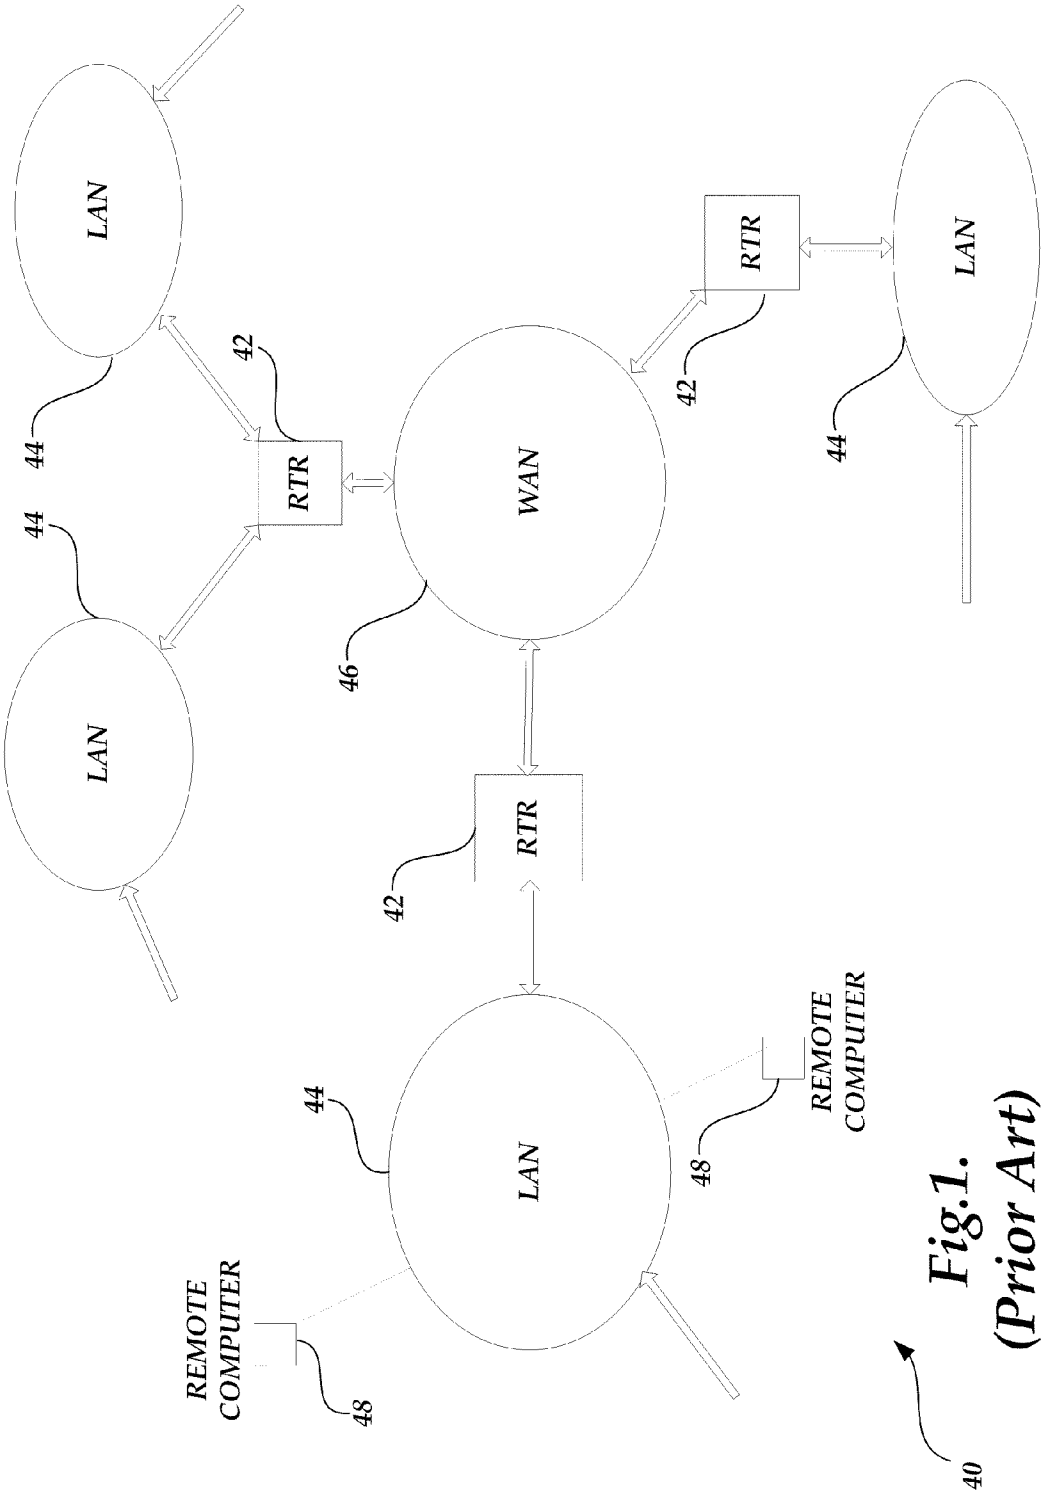 44
44
LAN
LAN
REMOTE
COMPUTER
42
RTR
44
46
48
42
LAN
RTR
WAN
42
48
RTR
REMOTE
COMPUTER
44
LAN
40
Fig.1.
(Prior Art)